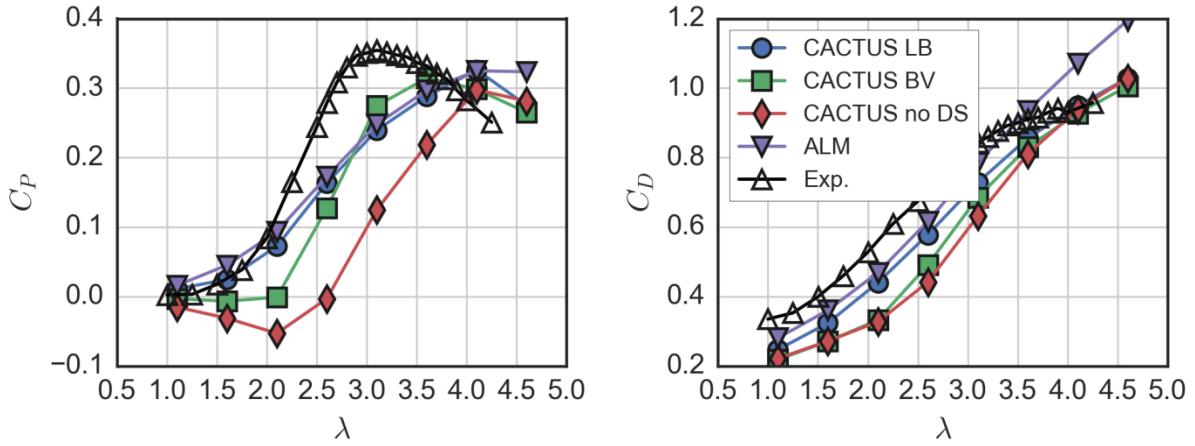 0.4
0.3
0.2
0.1
0.0
−0.1
C_P
0.5 1.0 1.5 2.0 2.5 3.0 3.5 4.0 4.5 5.0
λ
1.2
1.0
0.8
0.6
0.4
0.2
C_D
CACTUS LB
CACTUS BV
CACTUS no DS
ALM
Exp.
0.5 1.0 1.5 2.0 2.5 3.0 3.5 4.0 4.5 5.0
λ